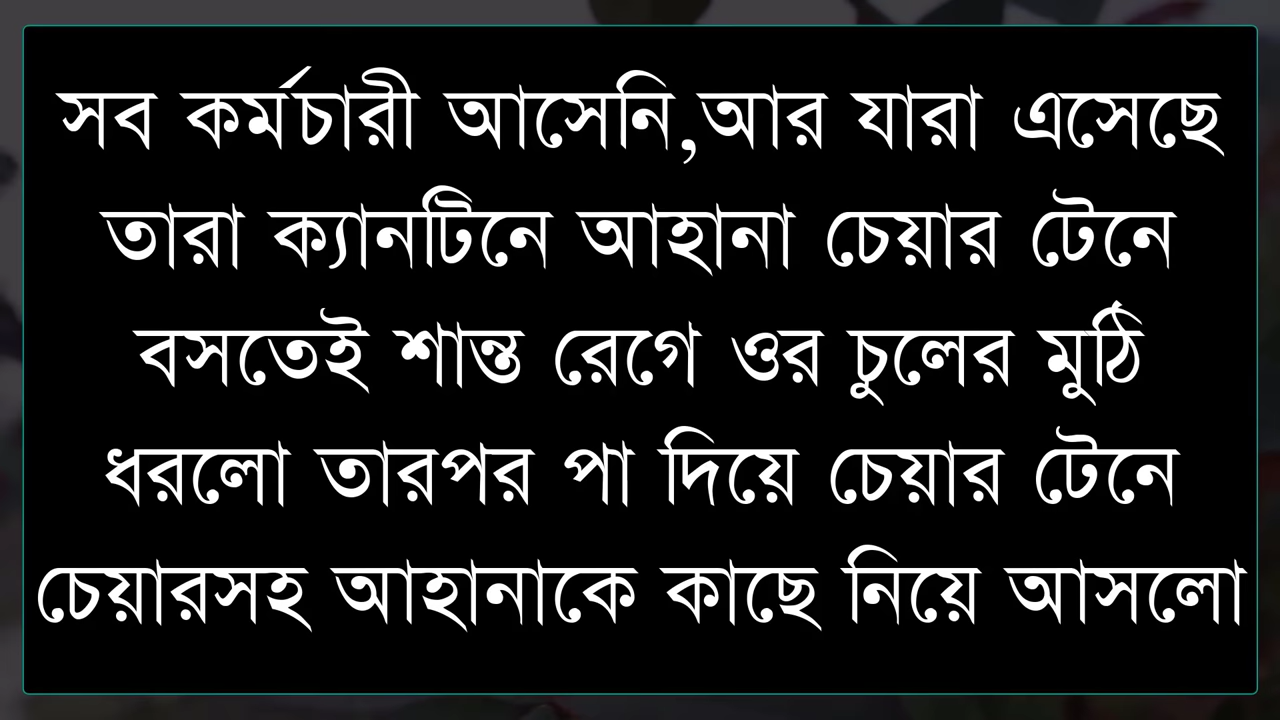 সব কর্মচারী আসেনি,আর যারা এসেছে
তারা ক্যানটিনে আহানা চেয়ার টেনে
বসতেই শান্ত রেগে ওর চুলের মুঠি
ধরলো তারপর পা দিয়ে চেয়ার টেনে
চেয়ারসহ আহানাকে কাছে নিয়ে আসলো